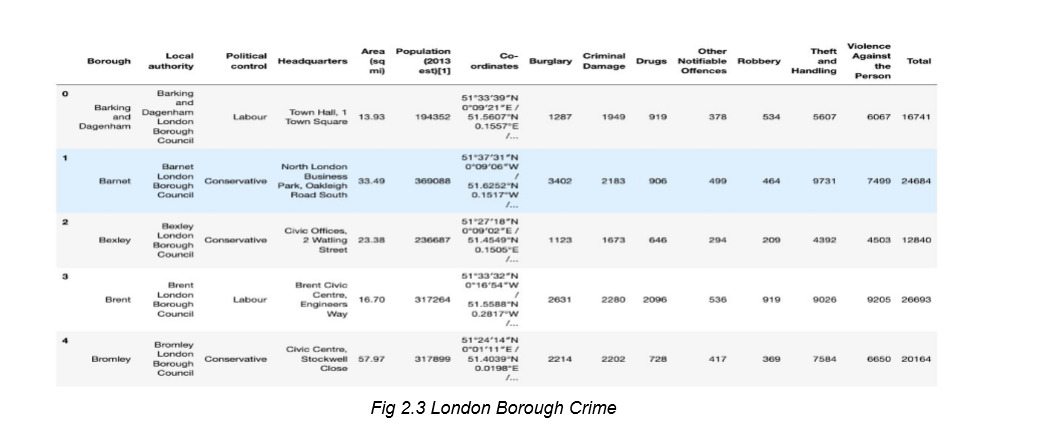 Borough
Local
authority
Political
control
Headquarters
Area
(sq
mi)
Population
(2013
est)[1]
Co-
ordinates
Burglary
Criminal
Damage
Drugs
Other
Notifiable
Offences
Robbery
Theft
and
Handling
Violence
Against
the
Person
Total
0
Barking
and
Dagenham
Barking
and
Dagenham
London
Borough
Council
Labour
Town Hall, 1
Town Square
13.93
194352
51°33′39″N
0°09′21″E /
51.5607°N
0.1557°E
/...
1287
1949
919
378
534
5607
6067
16741
1
Barnet
Barnet
London
Borough
Council
Conservative
North London
Business
Park, Oakleigh
Road South
33.49
369088
51°37′31″N
0°09′06″W
/
51.6252°N
0.1517°W
/...
3402
2183
906
499
464
9731
7499
24684
2
Bexley
Bexley
London
Borough
Council
Conservative
Civic Offices,
2 Watling
Street
23.38
236687
51°27′18″N
0°09′02″E /
51.4549°N
0.1505°E
/...
1123
1673
646
294
209
4392
4503
12840
3
Brent
Brent
London
Borough
Council
Labour
Brent Civic
Centre,
Engineers
Way
16.70
317264
51°33′32″N
0°16′54″W
/
51.5588°N
0.2817°W
/...
2631
2280
2096
536
919
9026
9205
26693
4
Bromley
Bromley
London
Borough
Council
Conservative
Civic Centre,
Stockwell
Close
57.97
317899
51°24′14″N
0°01′11″E /
51.4039°N
0.0198°E
/...
2214
2202
728
417
369
7584
6650
20164
Fig 2.3 London Borough Crime